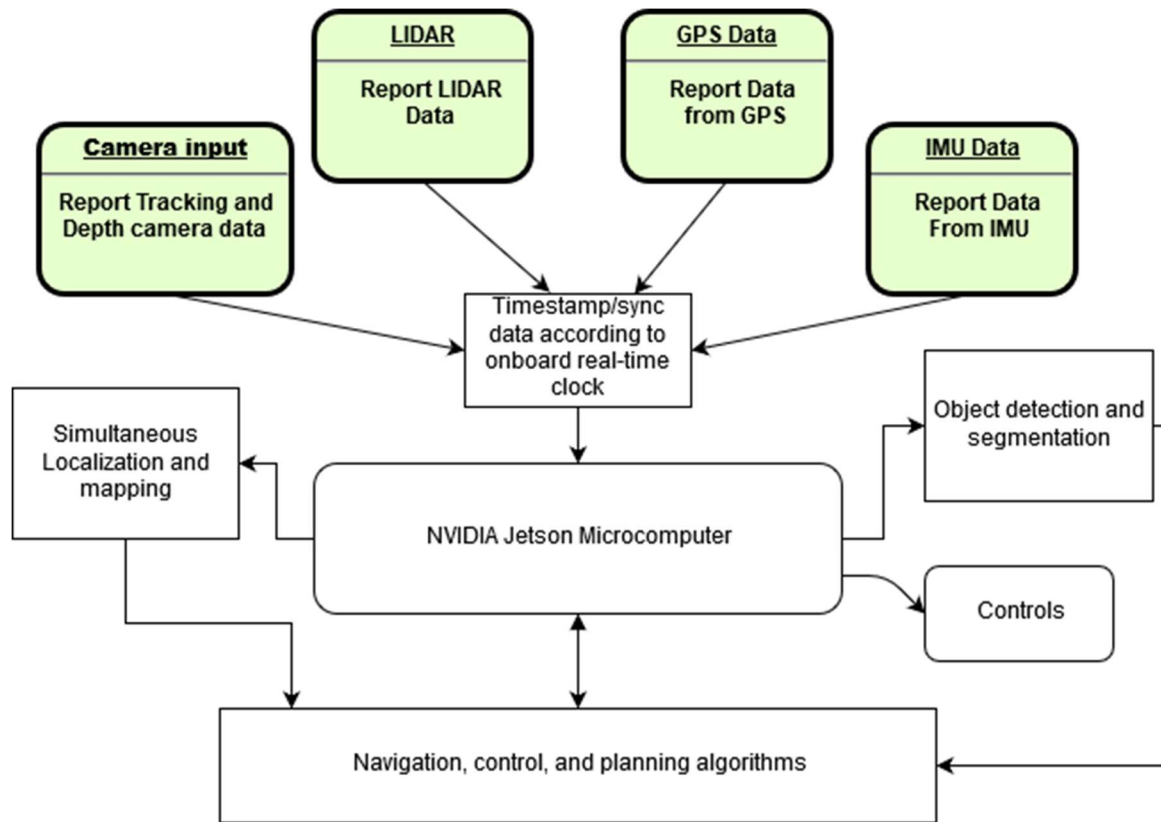 LIDAR
Report LIDAR
Data
GPS Data
Report Data
from GPS
Camera input
Report Tracking and
Depth camera data
IMU Data
Report Data
From IMU
Timestamp/sync
data according to
onboard real-time
clock
Simultaneous
Localization and
mapping
Object detection and
segmentation
NVIDIA Jetson Microcomputer
Controls
Navigation, control, and planning algorithms